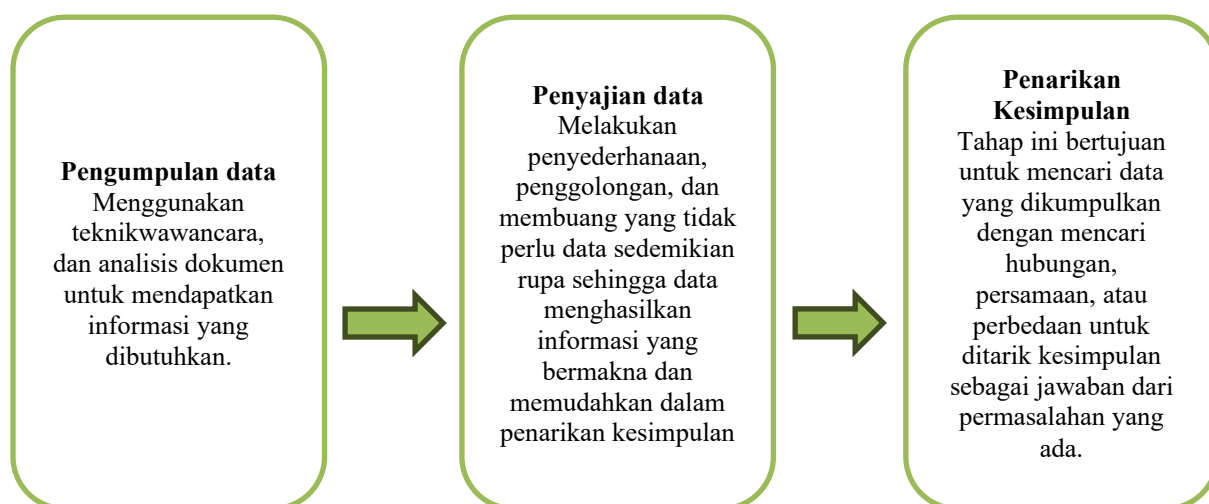 Pengumpulan data
Menggunakan
teknikwawancara,
dan analisis dokumen
untuk mendapatkan
informasi yang
dibutuhkan.
Penyajian data
Melakukan
penyederhanaan,
penggolongan, dan
membuang yang tidak
perlu data sedemikian
rupa sehingga data
menghasilkan
informasi yang
bermakna dan
memudahkan dalam
penarikan kesimpulan
Penarikan
Kesimpulan
Tahap ini bertujuan
untuk mencari data
yang dikumpulkan
dengan mencari
hubungan,
persamaan, atau
perbedaan untuk
ditarik kesimpulan
sebagai jawaban dari
permasalahan yang
ada.